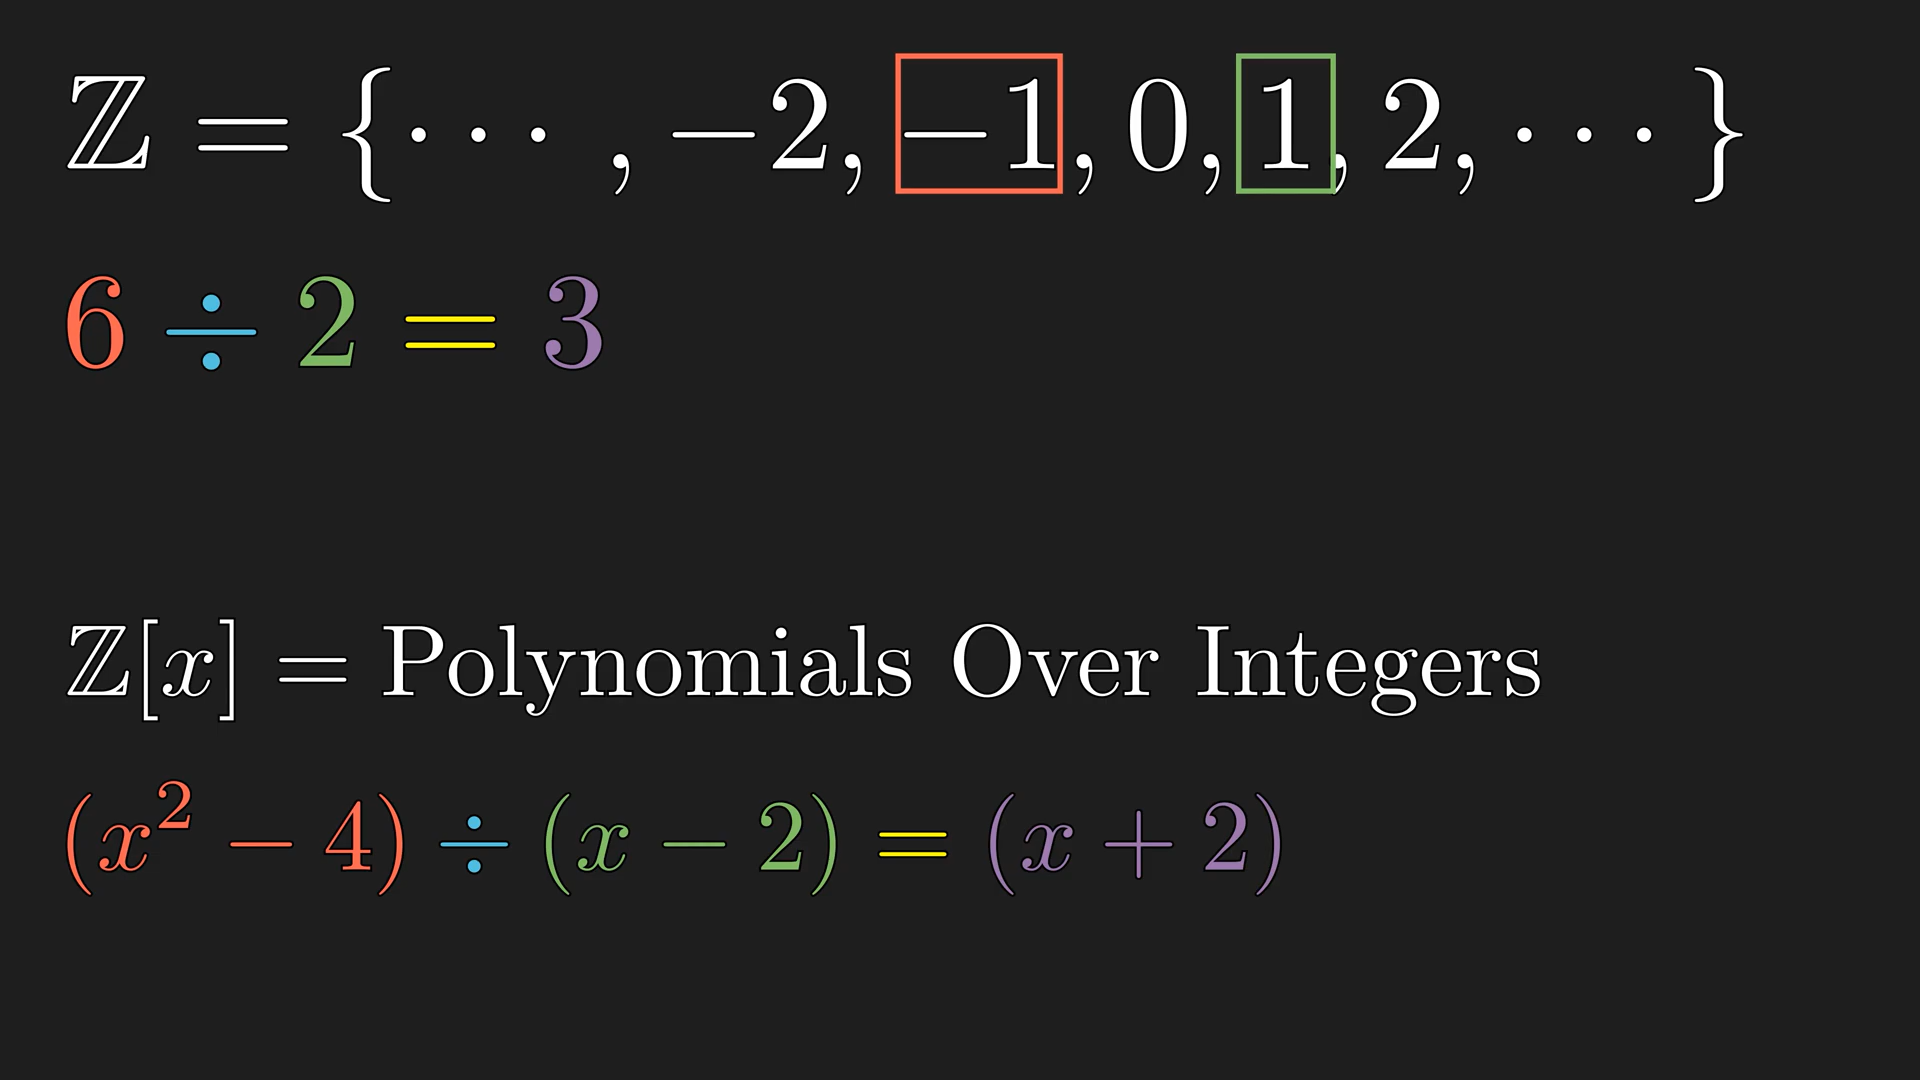 ℤ = {··· , −2, −1, 0, 1, 2, ··· }
6 ÷ 2 = 3
ℤ[x] = Polynomials Over Integers
(x² − 4) ÷ (x − 2) = (x + 2)